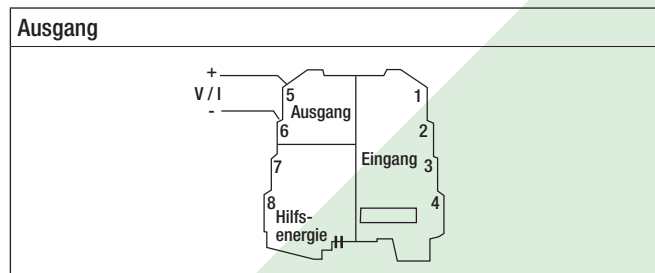 Ausgang
+
V / I
-
5
6
7
8
Ausgang
Hilfs-
energie
1
2
3
4
Eingang